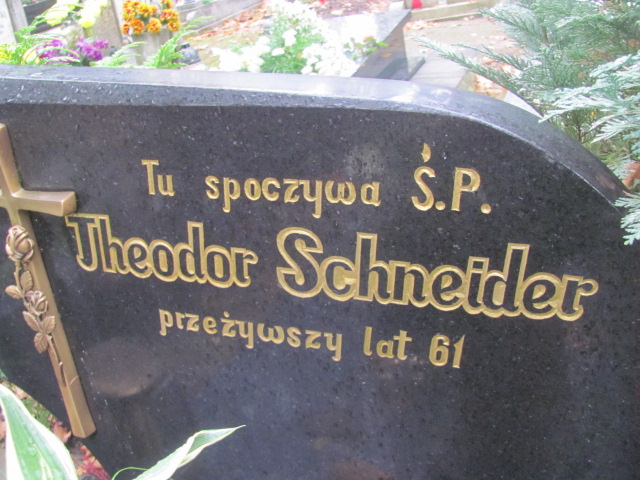 Tu spoczywa Ś.P.
Theodor Schneider
przeżywszy lat 61